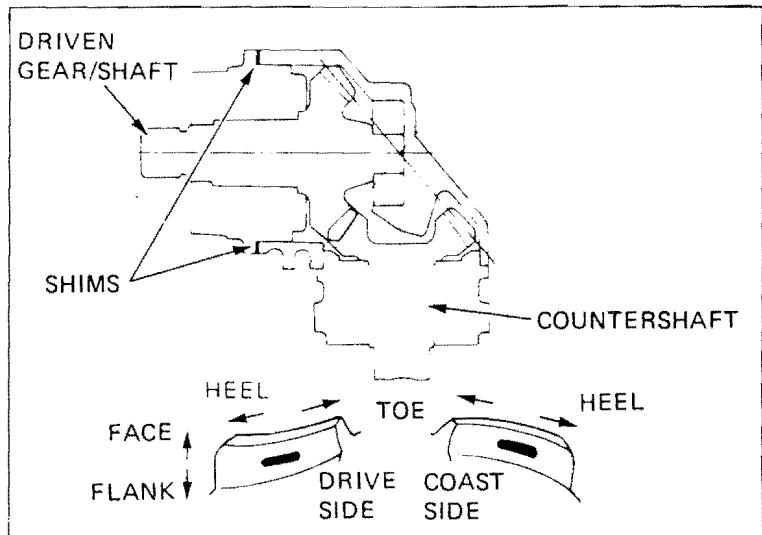 DRIVEN
GEAR/SHAFT
SHIMS
COUNTERSHAFT
HEEL
TOE
HEEL
FACE
FLANK
DRIVE
SIDE
COAST
SIDE